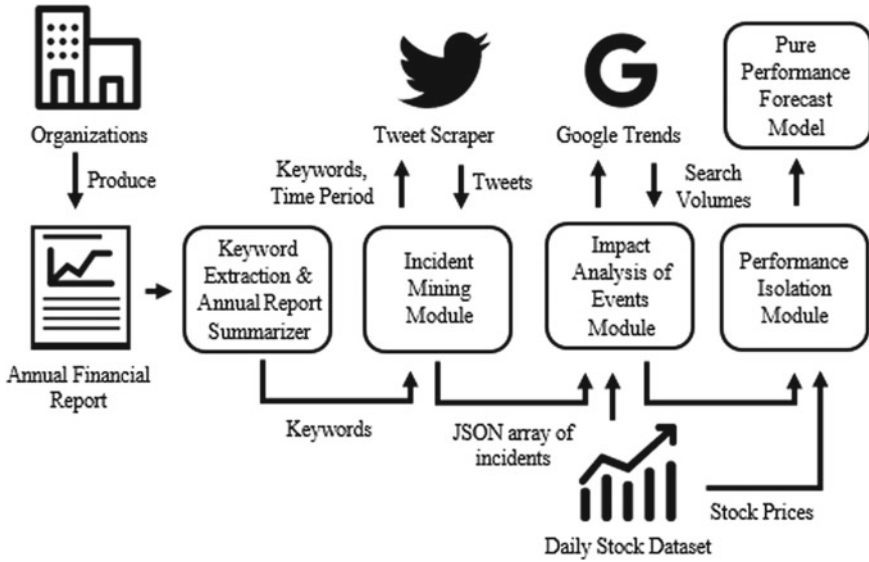 Organizations
Produce
Annual Financial
Report
Keyword
Extraction &
Annual Report
Summarizer
Keywords
Tweet Scraper
Keywords,
Time Period
Tweets
Incident
Mining
Module
JSON array of
incidents
Google Trends
Search
Volumes
Impact
Analysis of
Events
Module
Daily Stock Dataset
Stock Prices
Pure
Performance
Forecast
Model
Performance
Isolation
Module